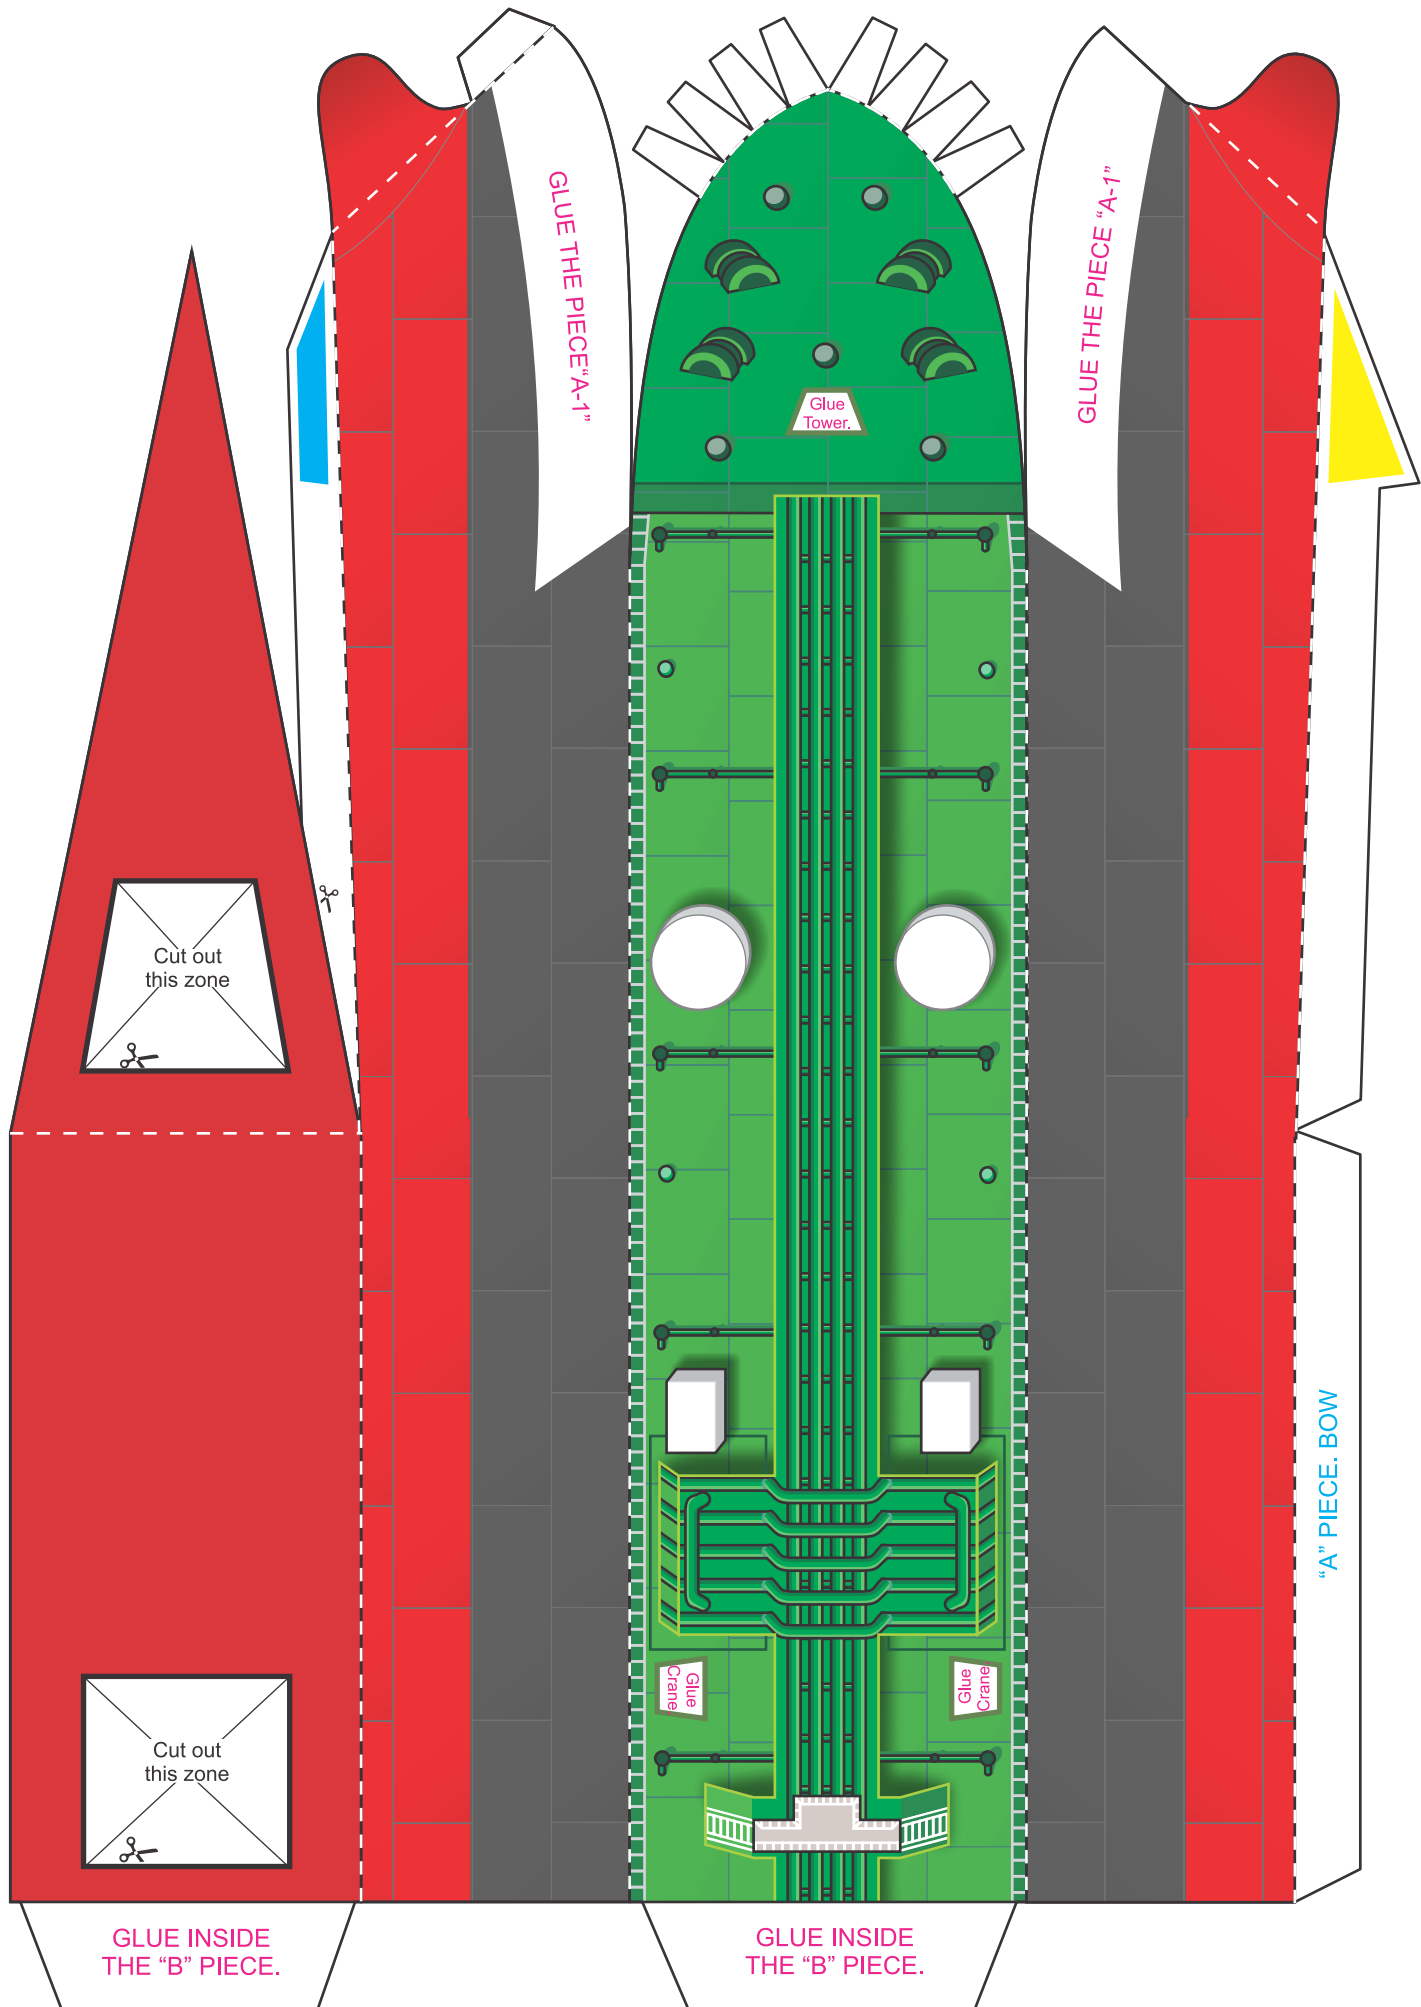 GLUE THE PIECE“A-1”
GLUE THE PIECE “A-1”
Glue
Tower.
Cut out
this zone
“A” PIECE. BOW
Glue
Crane
Glue
Crane
Cut out
this zone
GLUE INSIDE
THE “B” PIECE.
GLUE INSIDE
THE “B” PIECE.